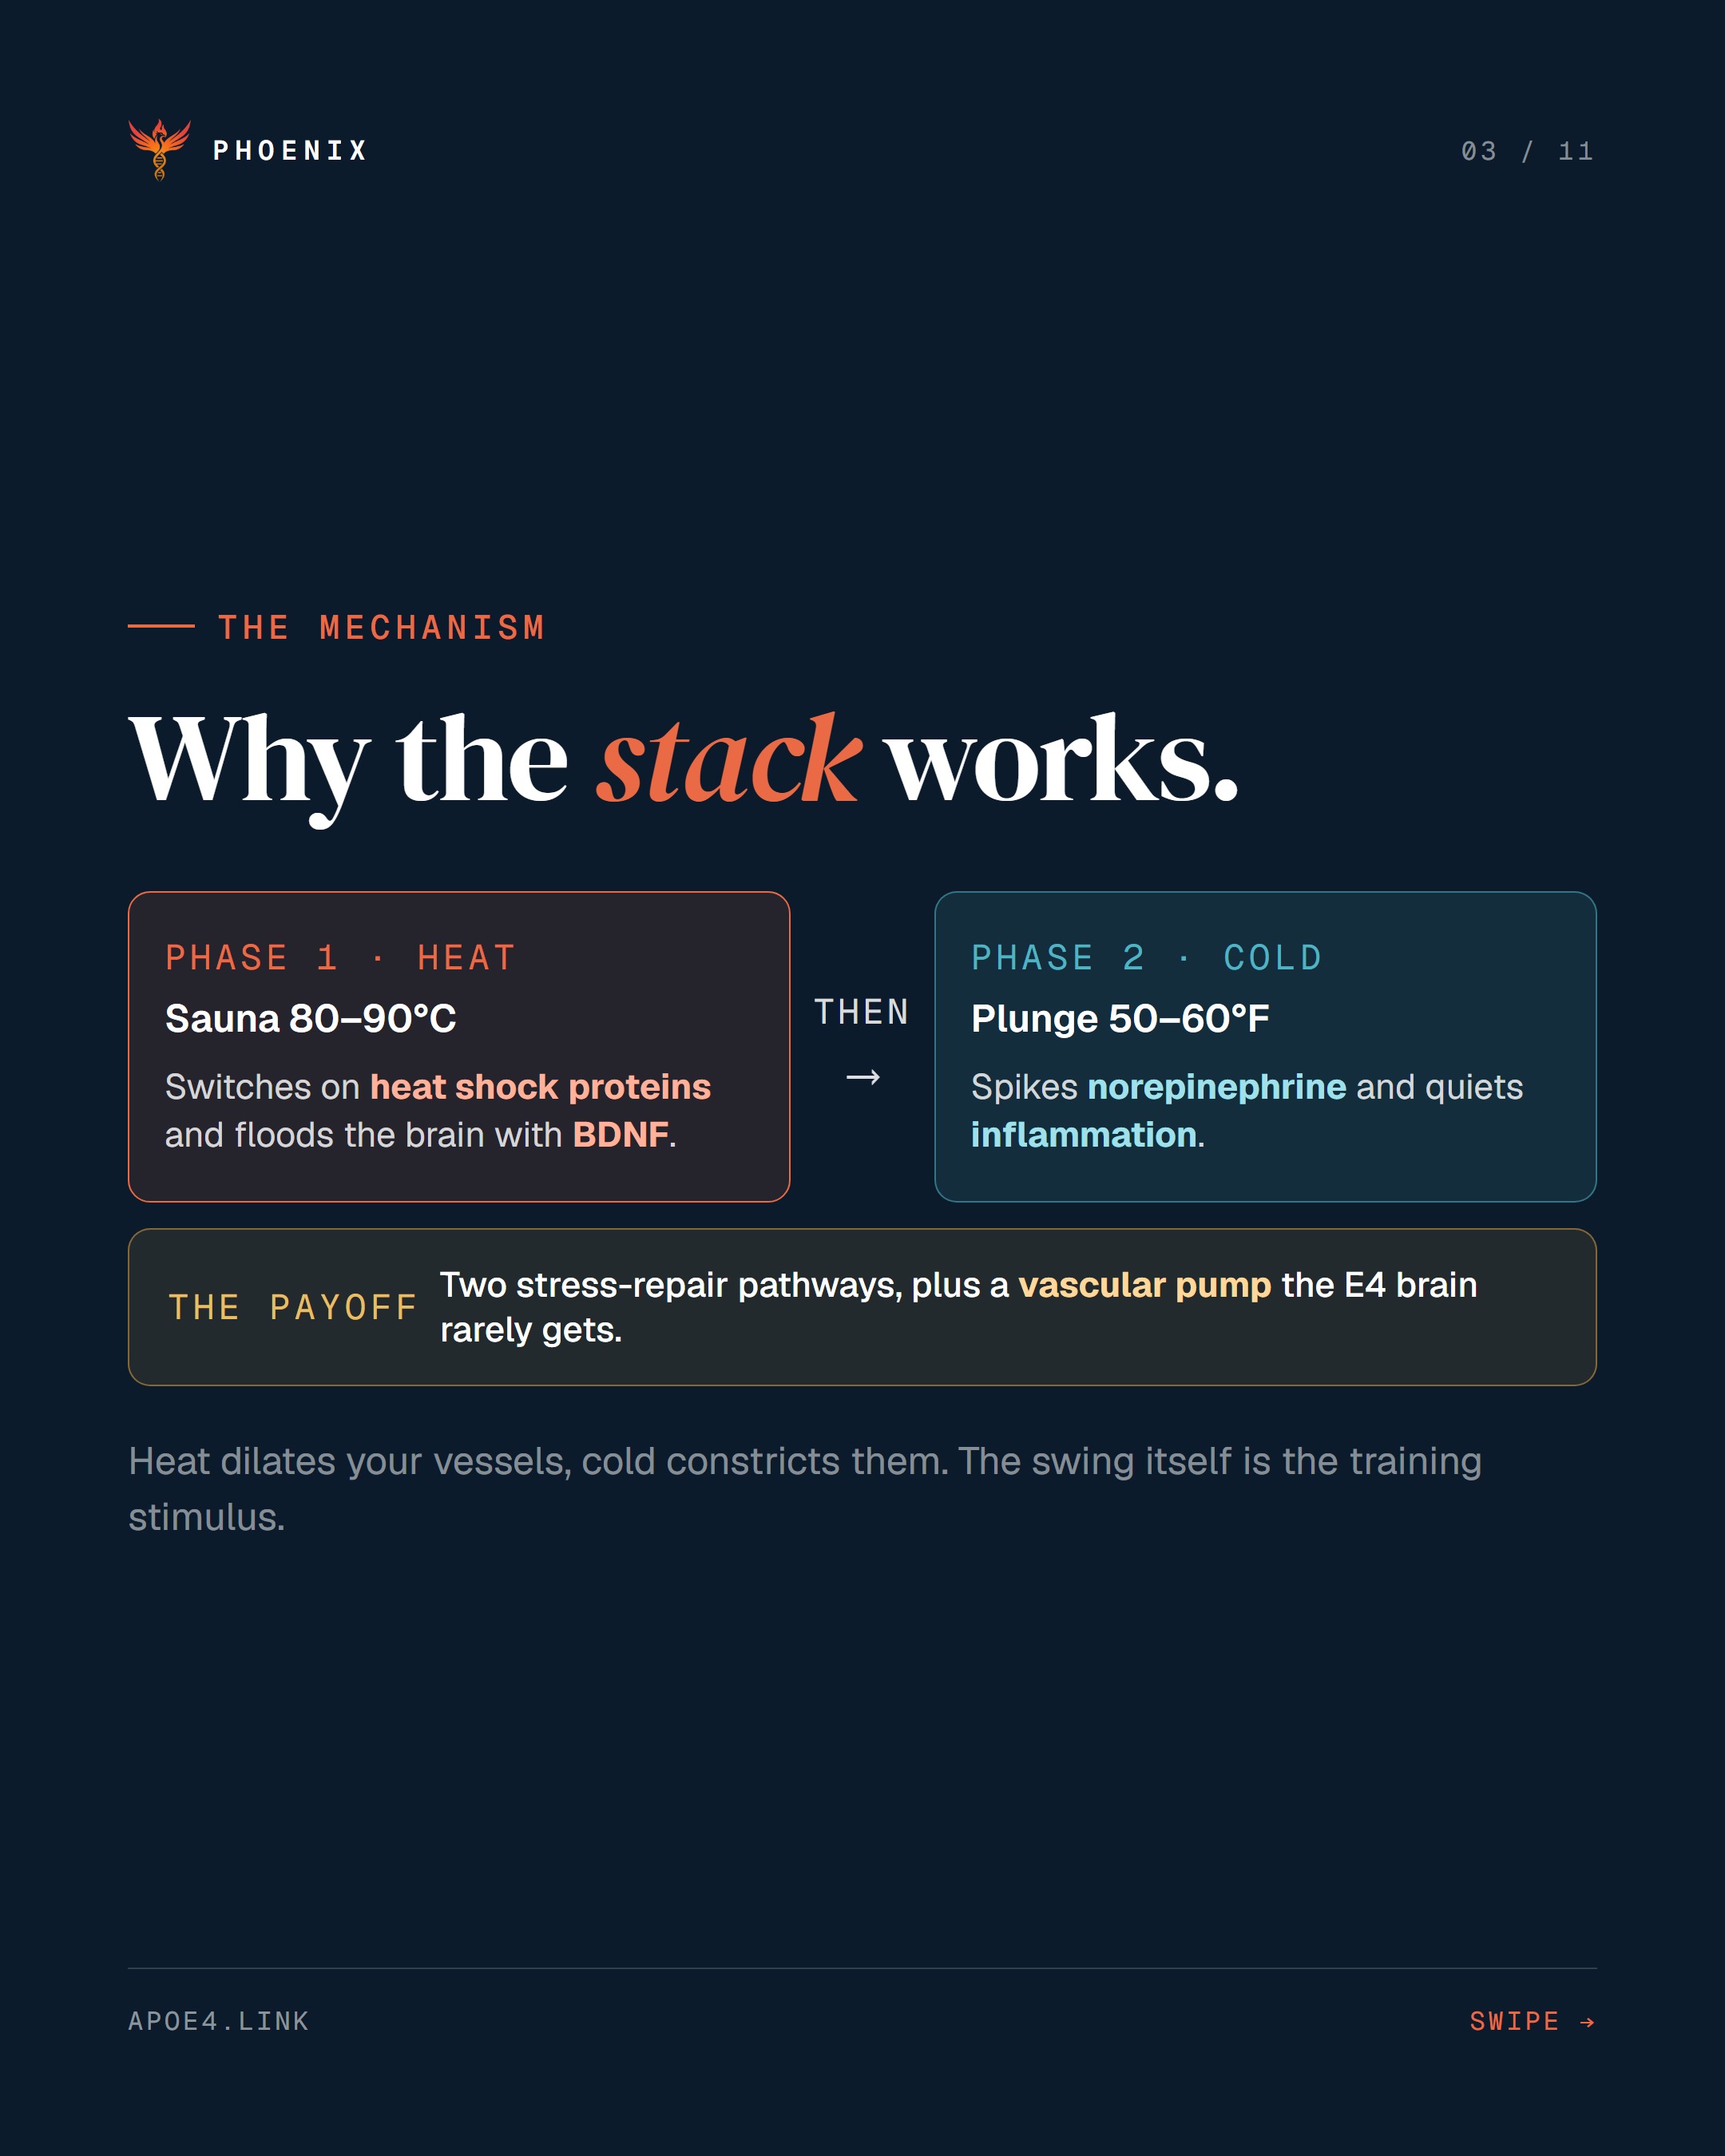 PHOENIX
03 / 11
THE MECHANISM
Why the stack works.
PHASE 1 · HEAT
Sauna 80–90°C
Switches on heat shock proteins
and floods the brain with BDNF.
THEN
→
PHASE 2 · COLD
Plunge 50–60°F
Spikes norepinephrine and quiets
inflammation.
THE PAYOFF
Two stress-repair pathways, plus a vascular pump the E4 brain
rarely gets.
Heat dilates your vessels, cold constricts them. The swing itself is the training
stimulus.
APOE4.LINK
SWIPE →